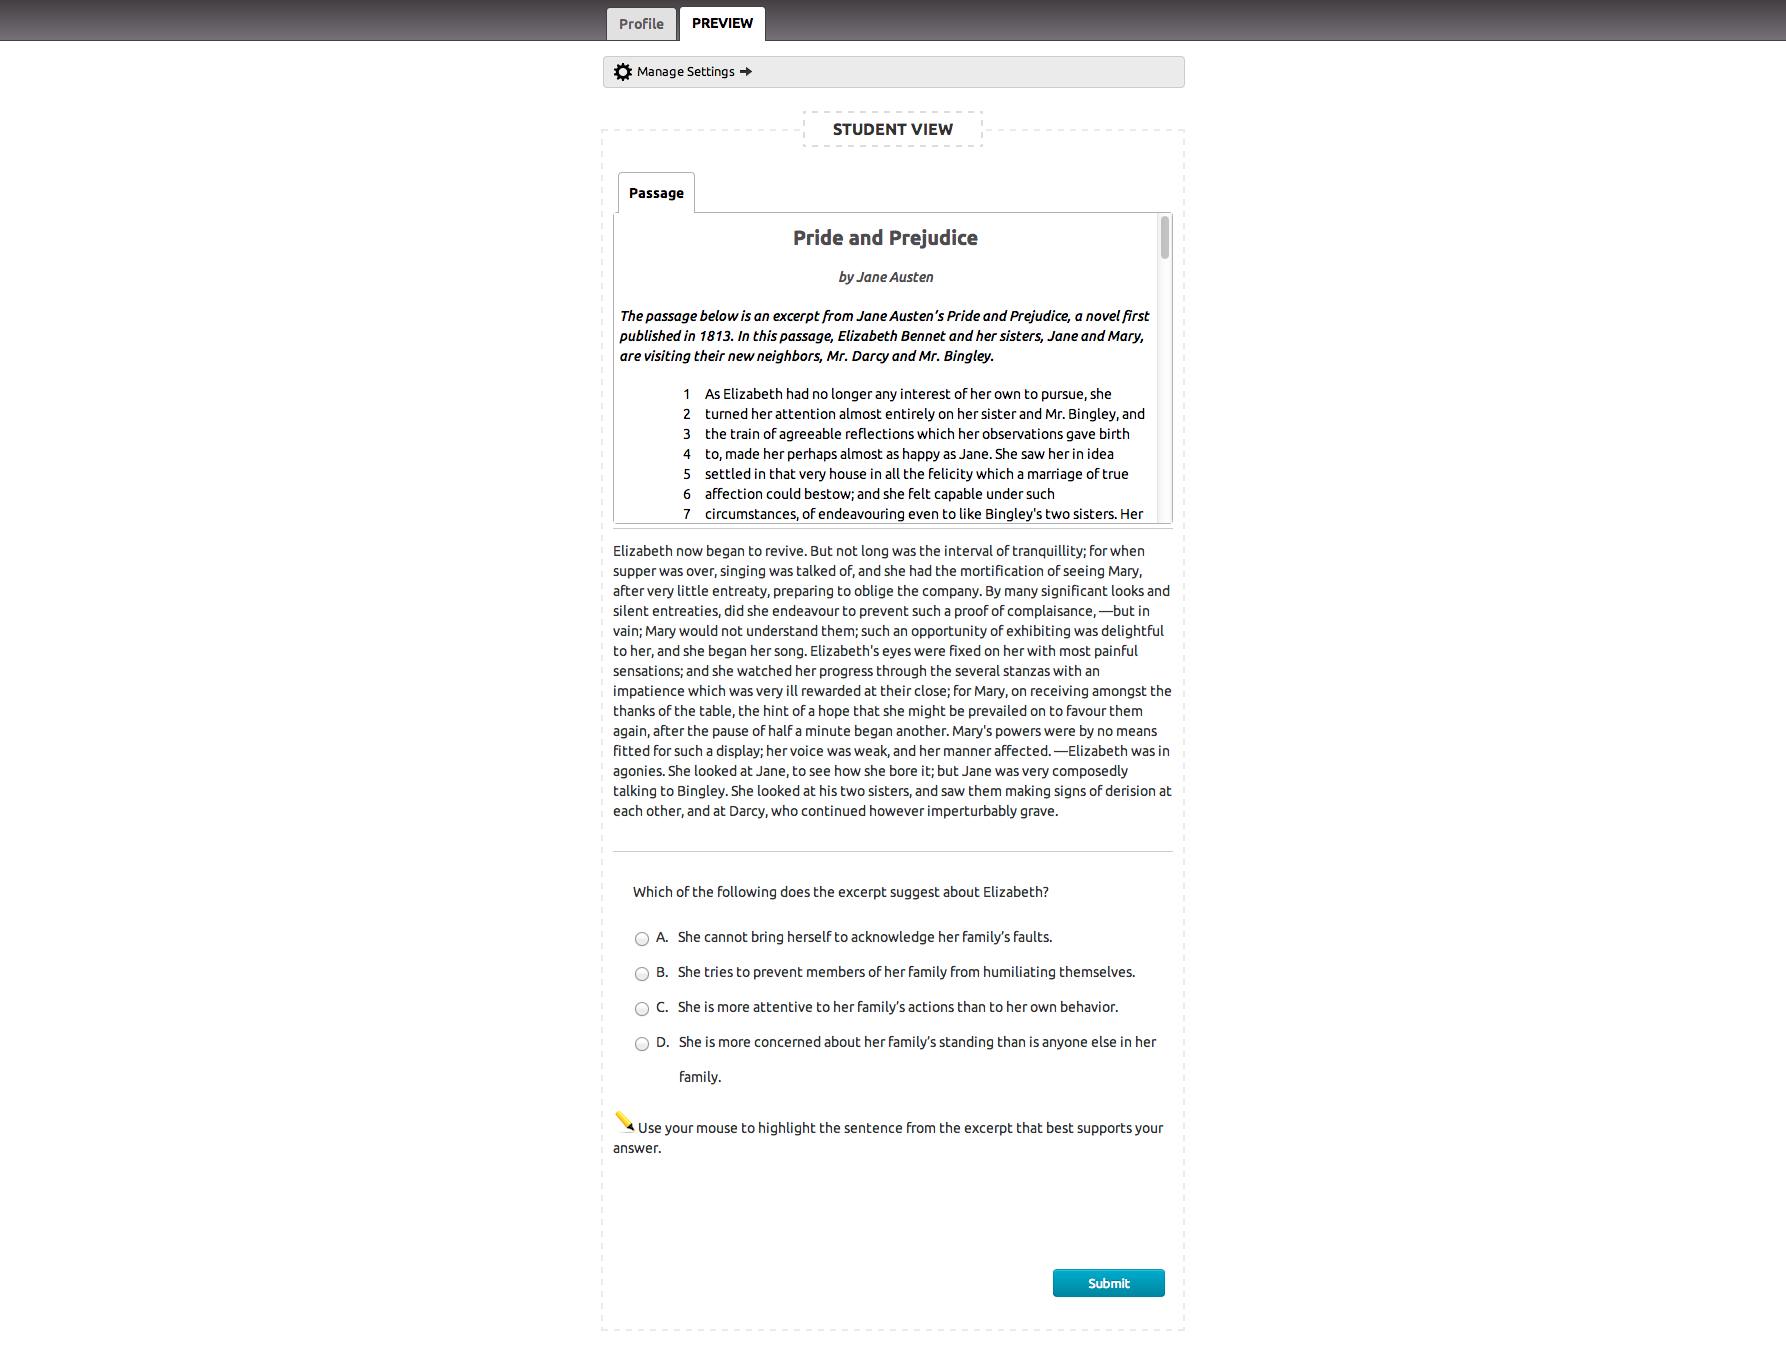 Profile
PREVIEW
Manage Settings
STUDENT VIEW
Passage
Pride and Prejudice
by Jane Austen
The passage below is an excerpt from Jane Austen's Pride and Prejudice, a novel first
published in 1813. In this passage, Elizabeth Bennet and her sisters, Jane and Mary,
are visiting their new neighbors, Mr. Darcy and Mr. Bingley.
1 As Elizabeth had no longer any interest of her own to pursue, she
2 turned her attention almost entirely on her sister and Mr. Bingley, and
3 the train of agreeable reflections which her observations gave birth
4 to, made her perhaps almost as happy as Jane. She saw her in idea
5 settled in that very house in all the felicity which a marriage of true
6 affection could bestow; and she felt capable under such
7 circumstances, of endeavouring even to like Bingley's two sisters. Her
Elizabeth now began to revive. But not long was the interval of tranquillity; for when
supper was over, singing was talked of, and she had the mortification of seeing Mary,
after very little entreaty, preparing to oblige the company. By many significant looks and
silent entreaties, did she endeavour to prevent such a proof of complaisance, —but in
vain; Mary would not understand them; such an opportunity of exhibiting was delightful
to her, and she began her song. Elizabeth's eyes were fixed on her with most painful
sensations; and she watched her progress through the several stanzas with an
impatience which was very ill rewarded at their close; for Mary, on receiving amongst the
thanks of the table, the hint of a hope that she might be prevailed on to favour them
again, after the pause of half a minute began another. Mary's powers were by no means
fitted for such a display; her voice was weak, and her manner affected. —Elizabeth was in
agonies. She looked at Jane, to see how she bore it; but Jane was very composedly
talking to Bingley. She looked at his two sisters, and saw them making signs of derision at
each other, and at Darcy, who continued however imperturbably grave.
Which of the following does the excerpt suggest about Elizabeth?
A. She cannot bring herself to acknowledge her family's faults.
B. She tries to prevent members of her family from humiliating themselves.
C. She is more attentive to her family's actions than to her own behavior.
D. She is more concerned about her family's standing than is anyone else in her
family.
Use your mouse to highlight the sentence from the excerpt that best supports your
answer.
Submit